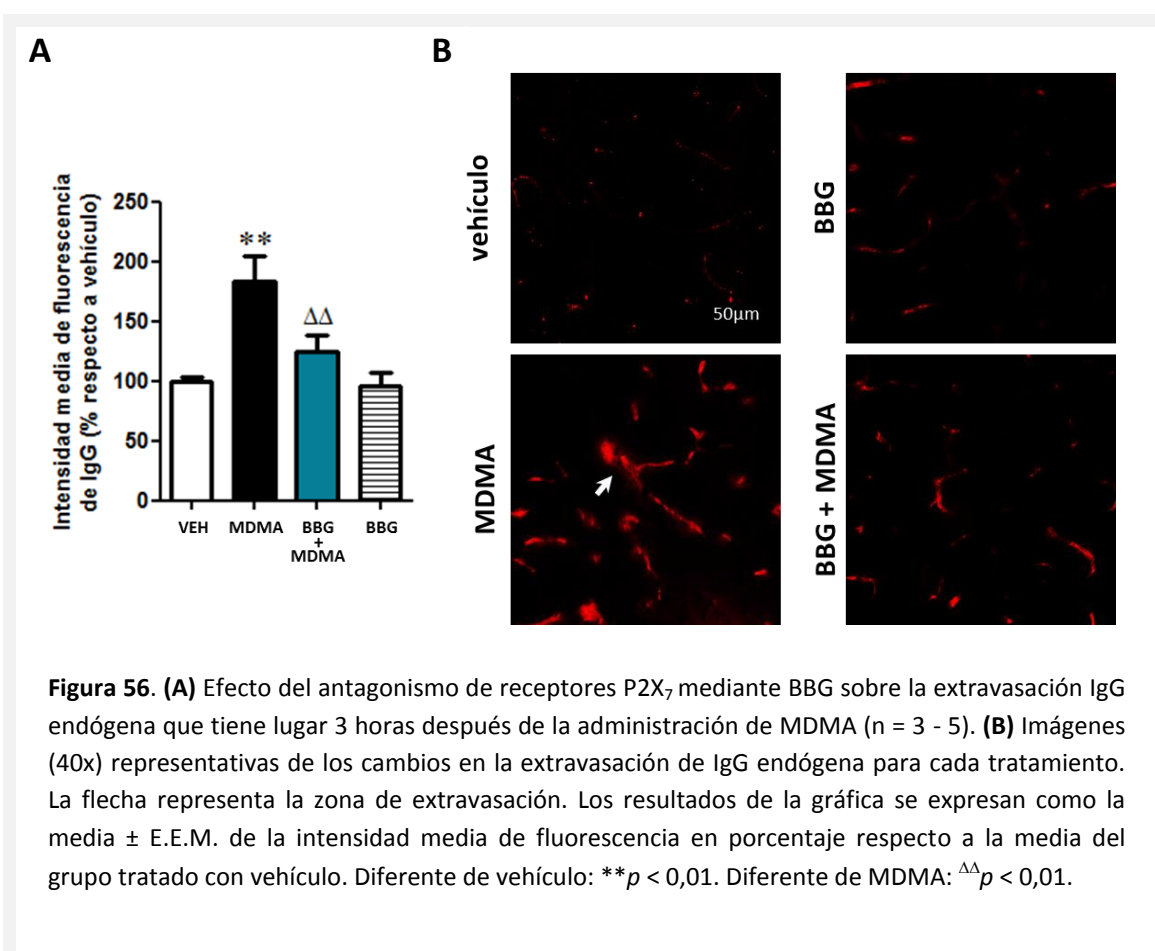 A
B
Intensidad media de fluorescencia
de IgG (% respecto a vehículo)
250
200
150
100
50
0
**
ΔΔ
VEH
MDMA
BBG
+
MDMA
BBG
vehículo
50µm
BBG
MDMA
BBG + MDMA
Figura 56. (A) Efecto del antagonismo de receptores P2X₇ mediante BBG sobre la extravasación IgG
endógena que tiene lugar 3 horas después de la administración de MDMA (n = 3 - 5). (B) Imágenes
(40x) representativas de los cambios en la extravasación de IgG endógena para cada tratamiento.
La flecha representa la zona de extravasación. Los resultados de la gráfica se expresan como la
media ± E.E.M. de la intensidad media de fluorescencia en porcentaje respecto a la media del
grupo tratado con vehículo. Diferente de vehículo: **p < 0,01. Diferente de MDMA: ΔΔp < 0,01.